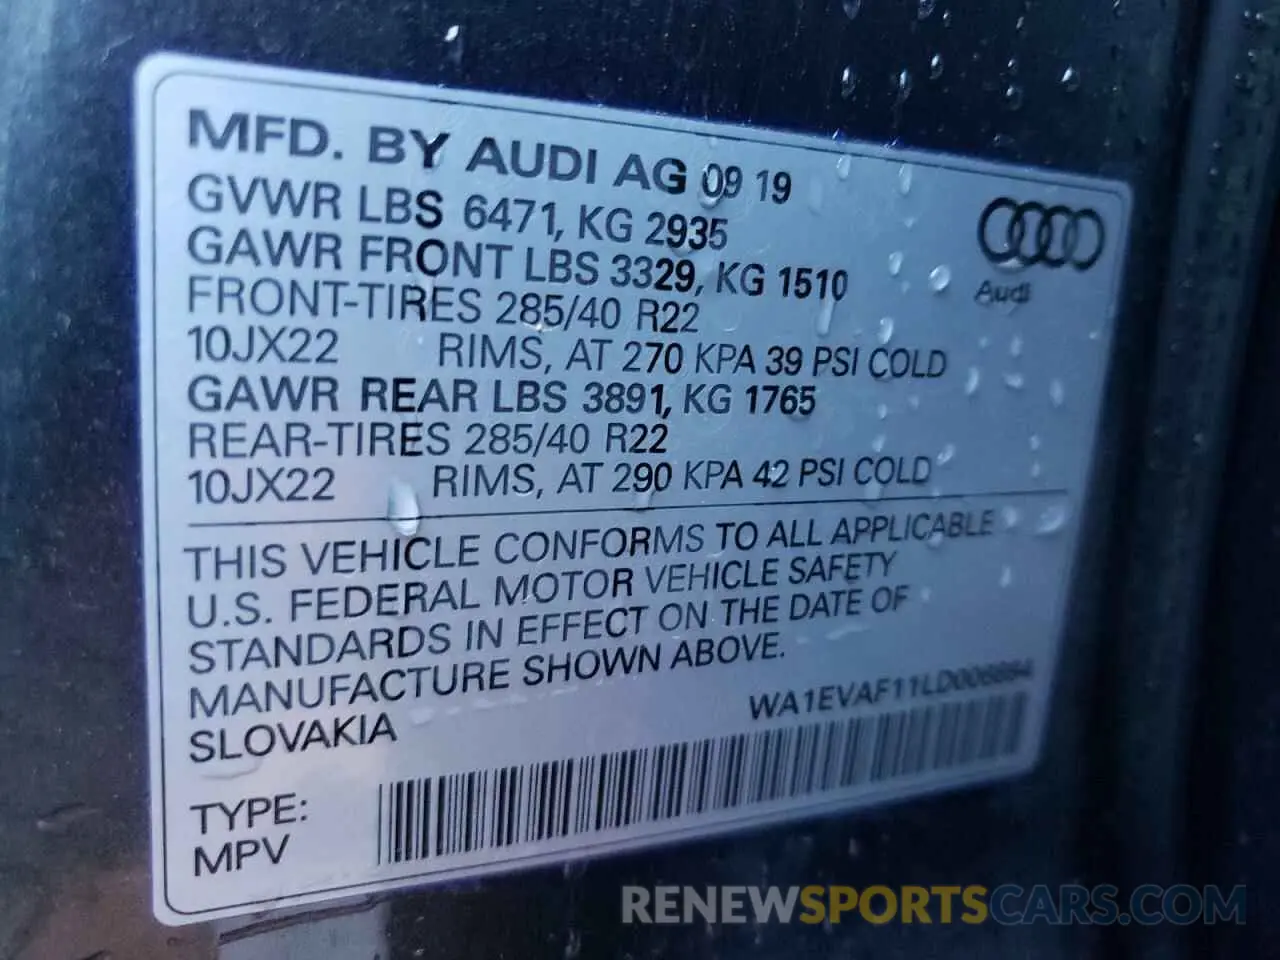 MFD. BY AUDI AG 09 19
GVWR LBS 6471, KG 2935
GAWR FRONT LBS 3329, KG 1510
FRONT-TIRES 285/40 R22
10JX22 RIMS, AT 270 KPA 39 PSI COLD
GAWR REAR LBS 3891, KG 1765
REAR-TIRES 285/40 R22
10JX22 RIMS, AT 290 KPA 42 PSI COLD
Audi
THIS VEHICLE CONFORMS TO ALL APPLICABLE
U.S. FEDERAL MOTOR VEHICLE SAFETY
STANDARDS IN EFFECT ON THE DATE OF
MANUFACTURE SHOWN ABOVE.
SLOVAKIA
TYPE:
MPV
RENEWSPORTSCARS.COM